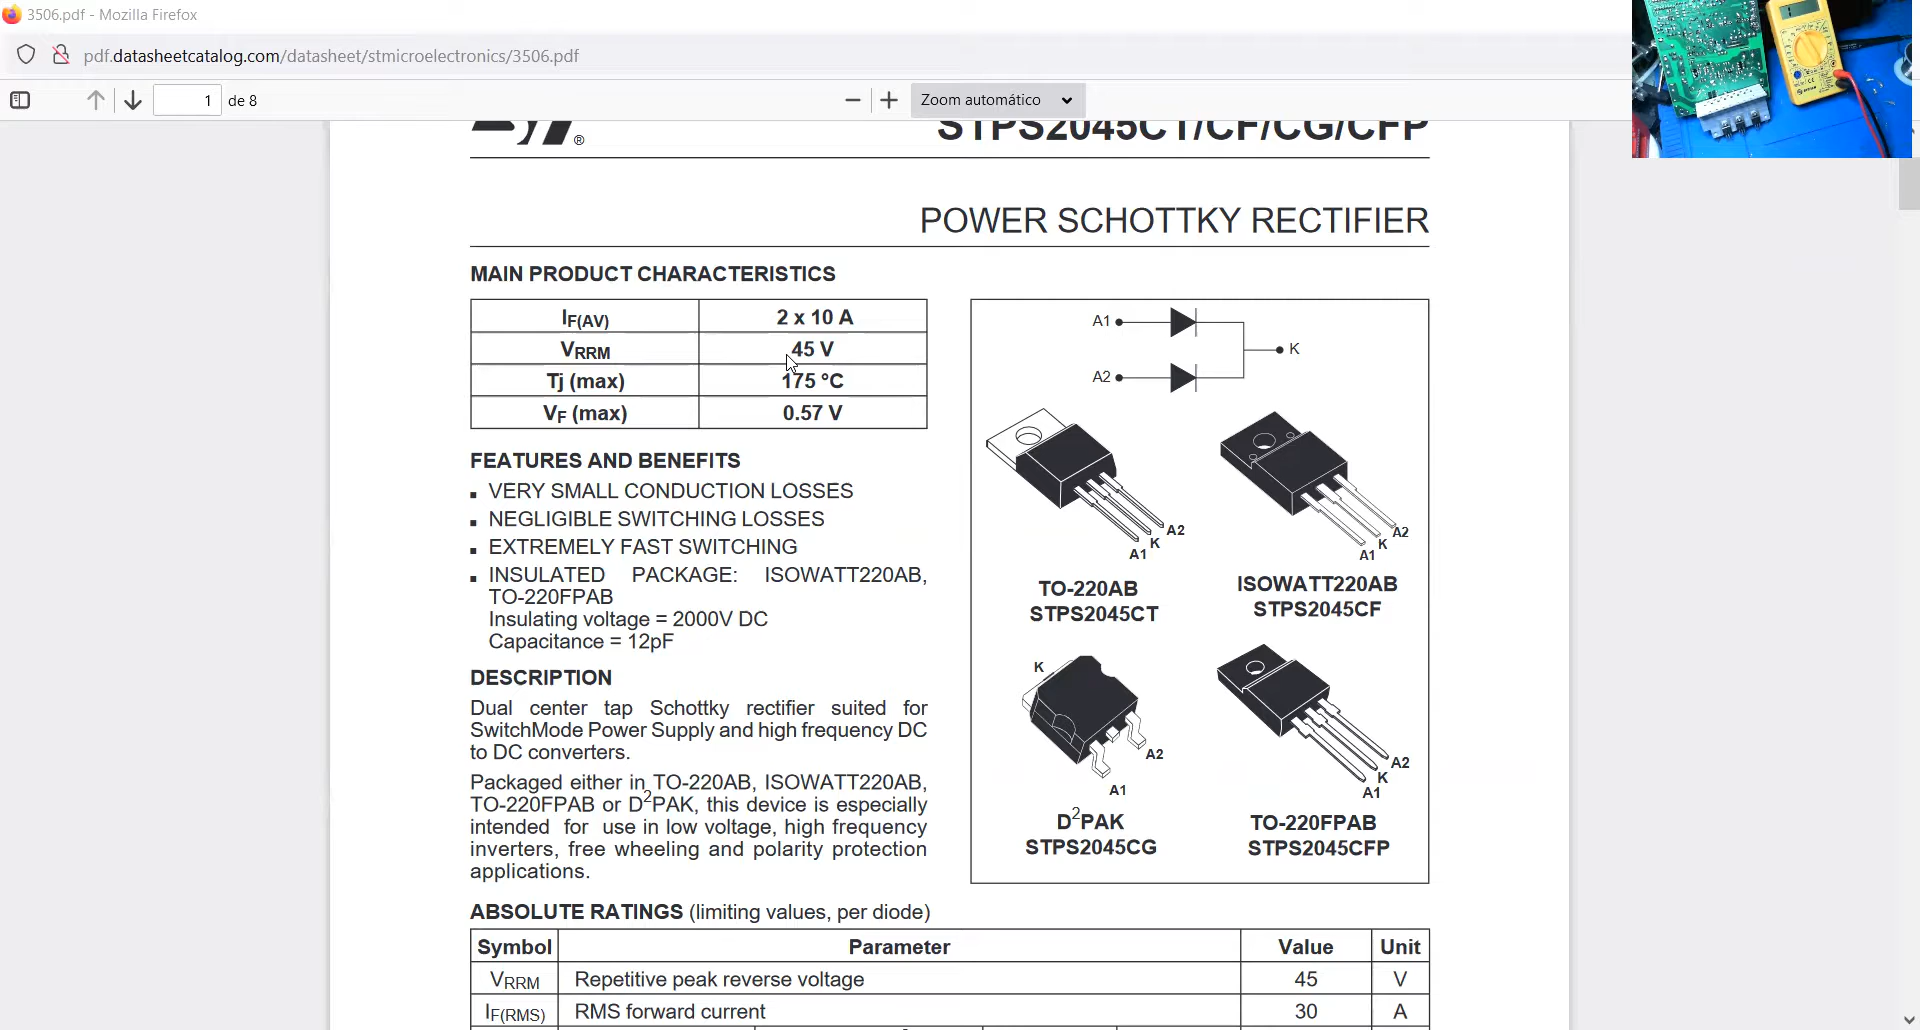 3506.pdf - Mozilla Firefox
pdf.datasheetcatalog.com/datasheet/stmicroelectronics/3506.pdf
1 de 8
Zoom automático
®
STPS2045CT/CF/CG/CFP
POWER SCHOTTKY RECTIFIER
MAIN PRODUCT CHARACTERISTICS
IF(AV) 2 x 10 A
VRRM 45 V
Tj (max) 175 °C
VF (max) 0.57 V
FEATURES AND BENEFITS
▪ VERY SMALL CONDUCTION LOSSES
▪ NEGLIGIBLE SWITCHING LOSSES
▪ EXTREMELY FAST SWITCHING
▪ INSULATED PACKAGE: ISOWATT220AB,
TO-220FPAB
Insulating voltage = 2000V DC
Capacitance = 12pF
DESCRIPTION
Dual center tap Schottky rectifier suited for
SwitchMode Power Supply and high frequency DC
to DC converters.
Packaged either in TO-220AB, ISOWATT220AB,
TO-220FPAB or D2PAK, this device is especially
intended for use in low voltage, high frequency
inverters, free wheeling and polarity protection
applications.
A1
K
A2
A2
K
A1
TO-220AB
STPS2045CT
A2
K
A1
ISOWATT220AB
STPS2045CF
K
A2
A1
D2PAK
STPS2045CG
A2
K
A1
TO-220FPAB
STPS2045CFP
ABSOLUTE RATINGS (limiting values, per diode)
Symbol Parameter Value Unit
VRRM Repetitive peak reverse voltage 45 V
IF(RMS) RMS forward current 30 A